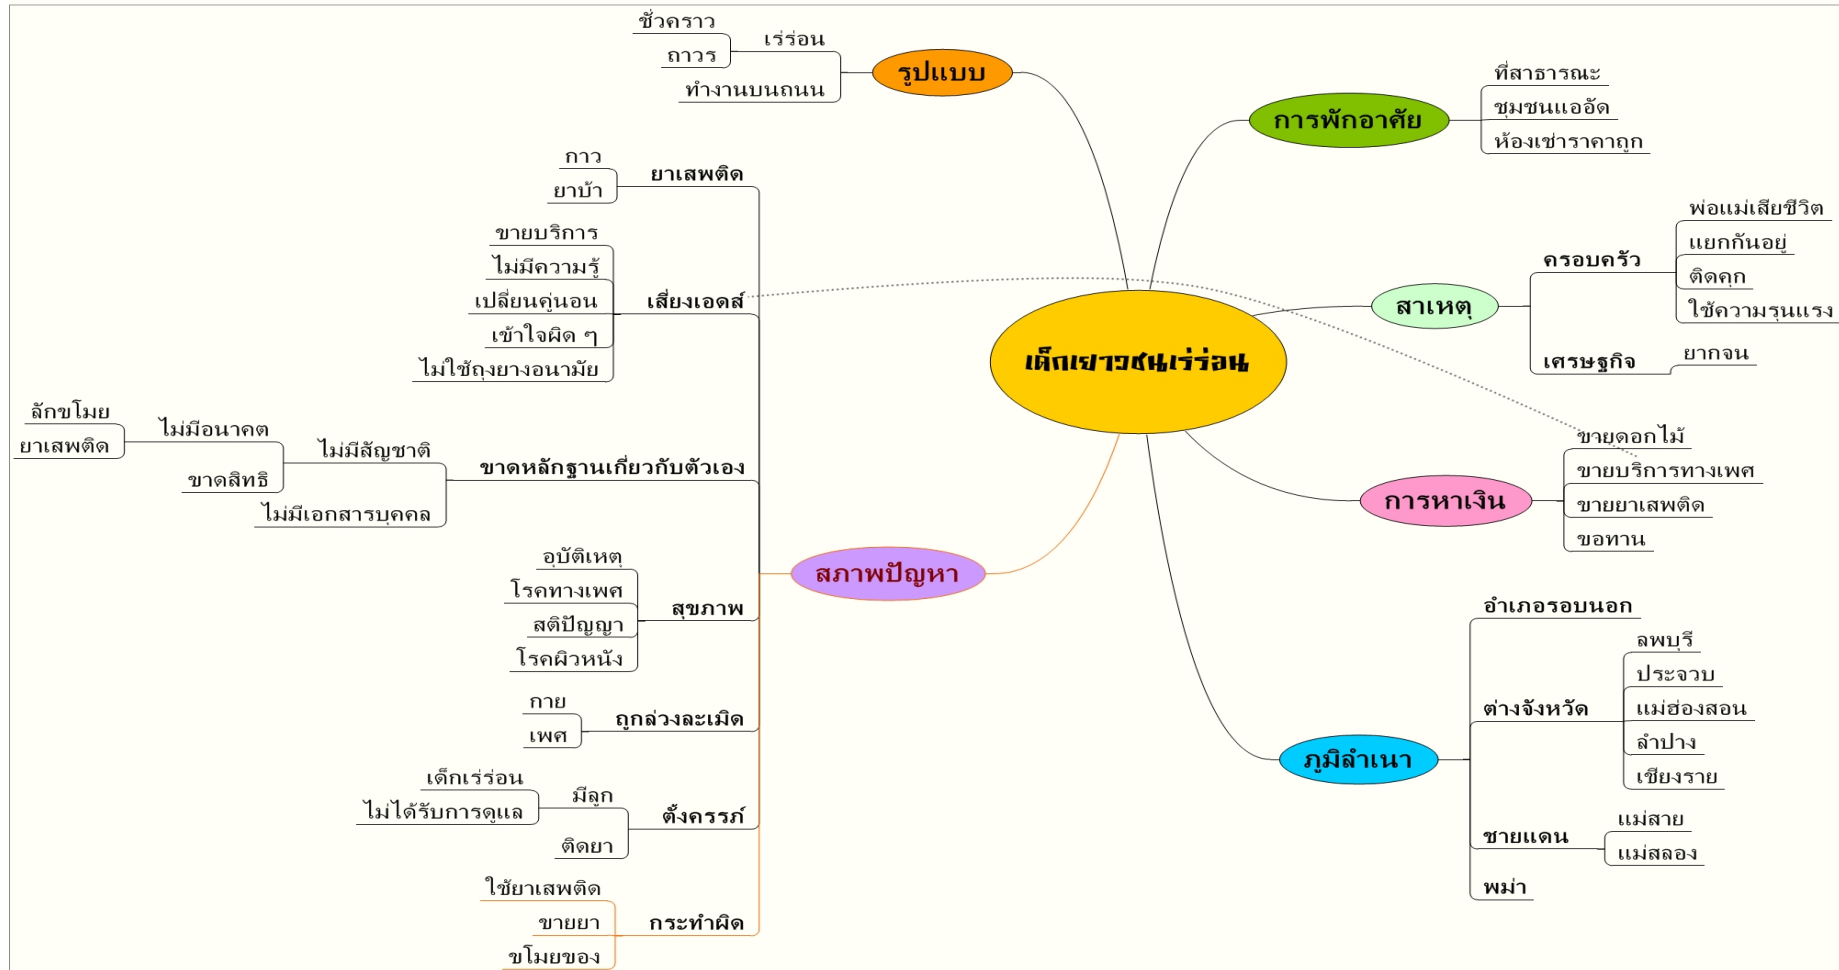 เด็กเยาวชนเร่ร่อน
รูปแบบ
เร่ร่อน
ชั่วคราว
ถาวร
ทำงานบนถนน
การพักอาศัย
ที่สาธารณะ
ชุมชนแออัด
ห้องเช่าราคาถูก
สาเหตุ
ครอบครัว
พ่อแม่เสียชีวิต
แยกกันอยู่
ติดคุก
ใช้ความรุนแรง
เศรษฐกิจ
ยากจน
การหาเงิน
ขายดอกไม้
ขายบริการทางเพศ
ขายยาเสพติด
ขอทาน
ภูมิลำเนา
อำเภอรอบนอก
ต่างจังหวัด
ลพบุรี
ประจวบ
แม่ฮ่องสอน
ลำปาง
เชียงราย
ชายแดน
แม่สาย
แม่สลอง
พม่า
สภาพปัญหา
ยาเสพติด
กาว
ยาบ้า
เสี่ยงเอดส์
ขายบริการ
ไม่มีความรู้
เปลี่ยนคู่นอน
เข้าใจผิด ๆ
ไม่ใช้ถุงยางอนามัย
ขาดหลักฐานเกี่ยวกับตัวเอง
ไม่มีสัญชาติ
ไม่มีอนาคต
ลักขโมย
ยาเสพติด
ขาดสิทธิ
ไม่มีเอกสารบุคคล
สุขภาพ
อุบัติเหตุ
โรคทางเพศ
สติปัญญา
โรคผิวหนัง
ถูกล่วงละเมิด
กาย
เพศ
ตั้งครรภ์
มีลูก
เด็กเร่ร่อน
ไม่ได้รับการดูแล
ติดยา
กระทำผิด
ใช้ยาเสพติด
ขายยา
ขโมยของ